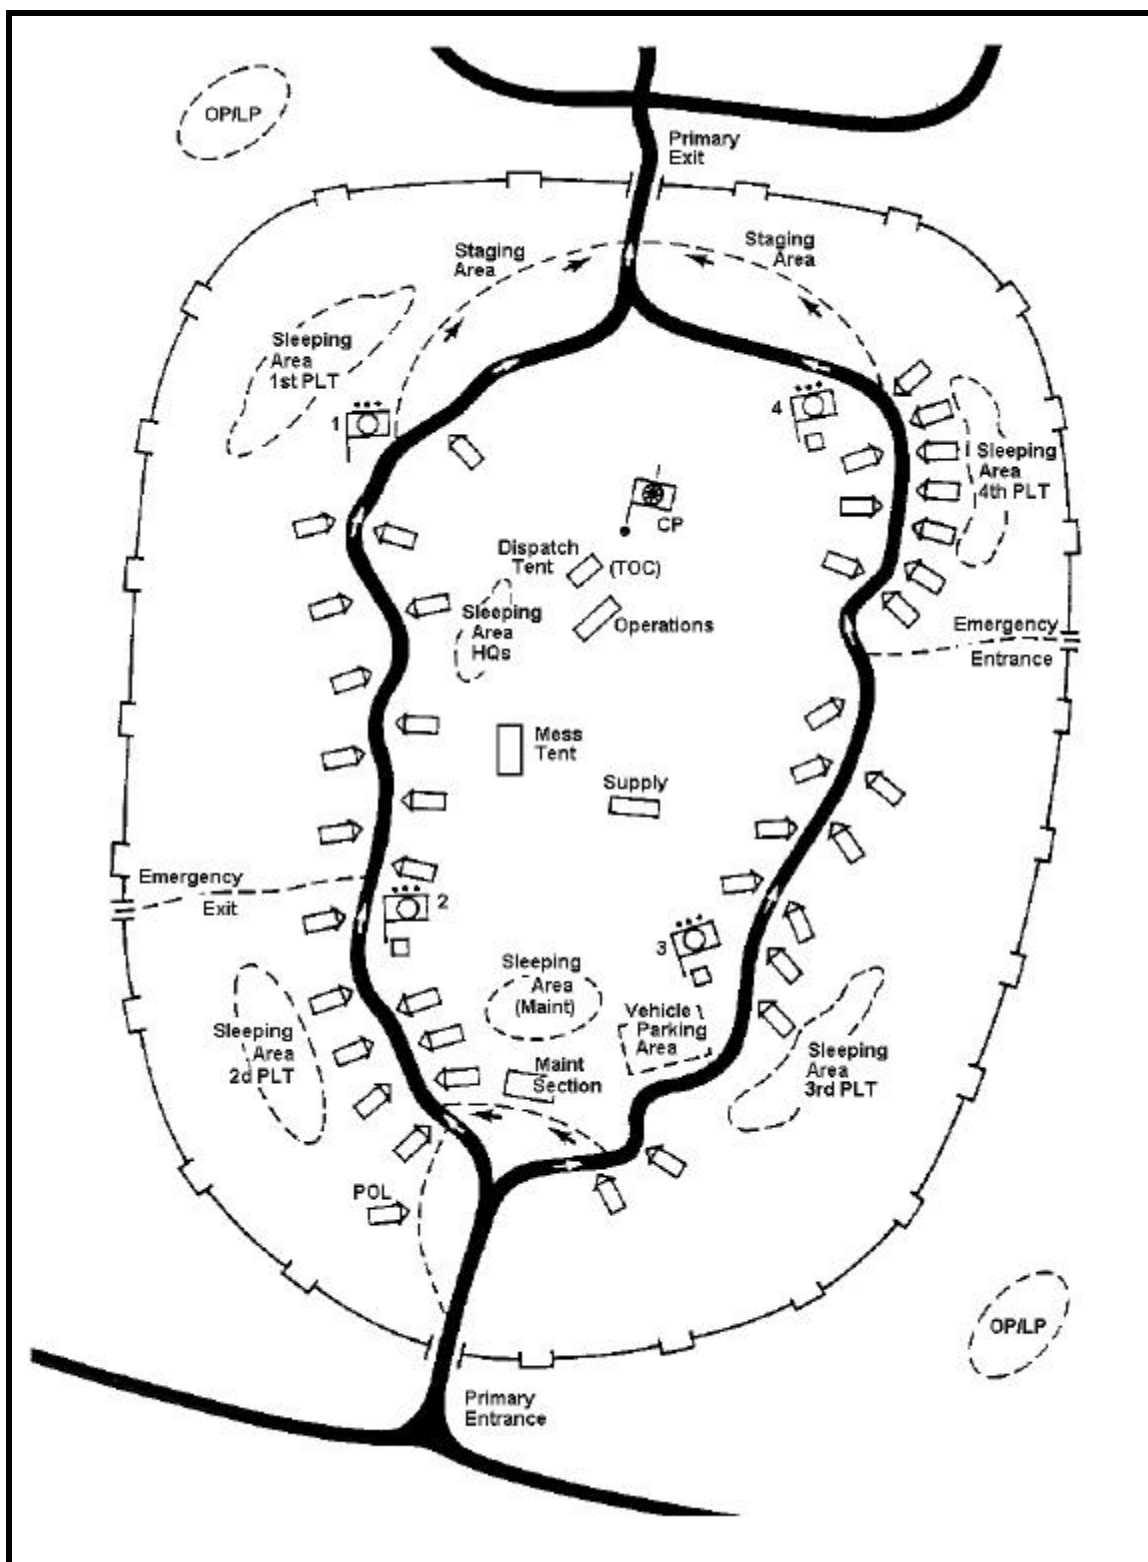 OP/LP
Primary
Exit
Staging
Area
Staging
Area
Sleeping
Area
1st PLT
1
4
Sleeping
Area
4th PLT
CP
Dispatch
Tent
(TOC)
Sleeping
Area
HQs
Operations
Emergency
Entrance
Mess
Tent
Supply
Emergency
Exit
2
3
Sleeping
Area
(Maint)
Vehicle
Parking
Area
Sleeping
Area
2d PLT
Maint
Section
Sleeping
Area
3rd PLT
POL
OP/LP
Primary
Entrance